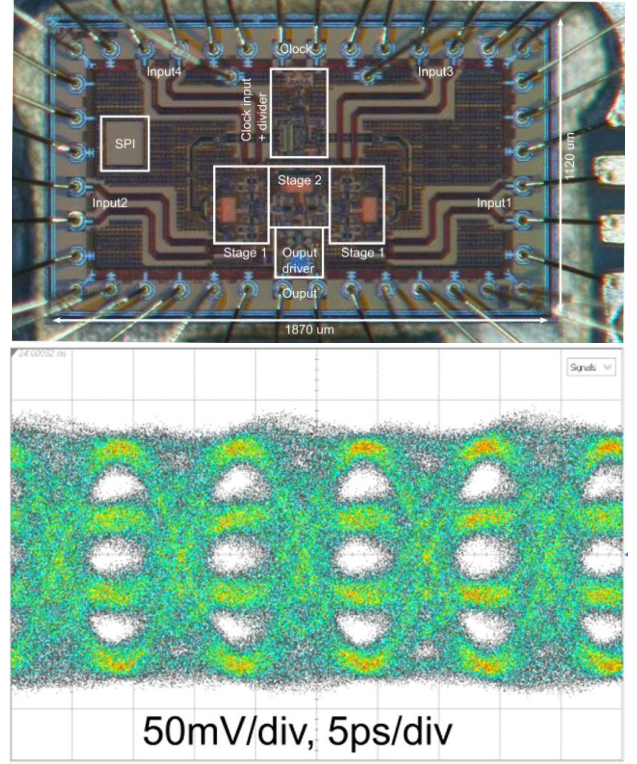 Clock
Input4
Input3
Clock input
+ divider
SPI
1120 um
Stage 2
Input2
Input1
Stage 1
Ouput
driver
Stage 1
Ouput
1870 um
Signals
50mV/div, 5ps/div